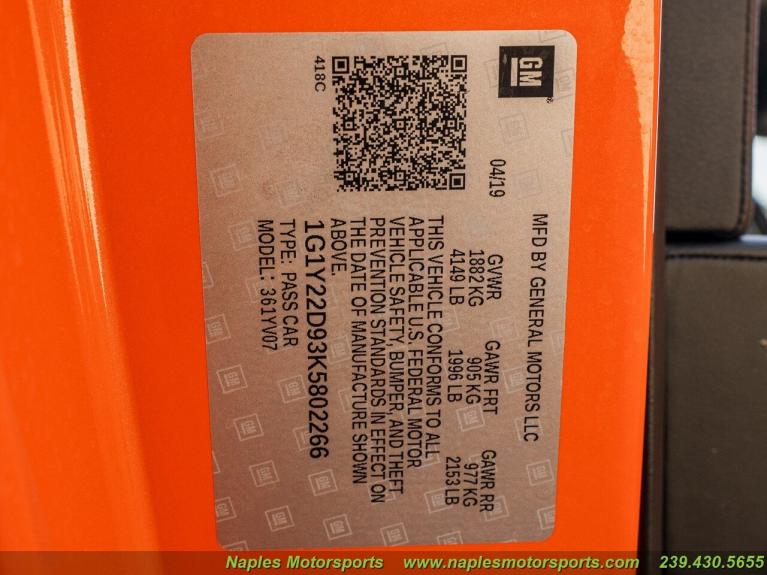 GM
®
418C
04/19
MFD BY GENERAL MOTORS LLC
GVWR GAWR FRT GAWR RR
1882 KG 905 KG 977 KG
4149 LB 1996 LB 2153 LB
THIS VEHICLE CONFORMS TO ALL
APPLICABLE U.S. FEDERAL MOTOR
VEHICLE SAFETY, BUMPER, AND THEFT
PREVENTION STANDARDS IN EFFECT ON
THE DATE OF MANUFACTURE SHOWN
ABOVE.
1G1Y22D93K5802266
TYPE: PASS CAR
MODEL: 361YV07
Naples Motorsports www.naplesmotorsports.com 239.430.5655